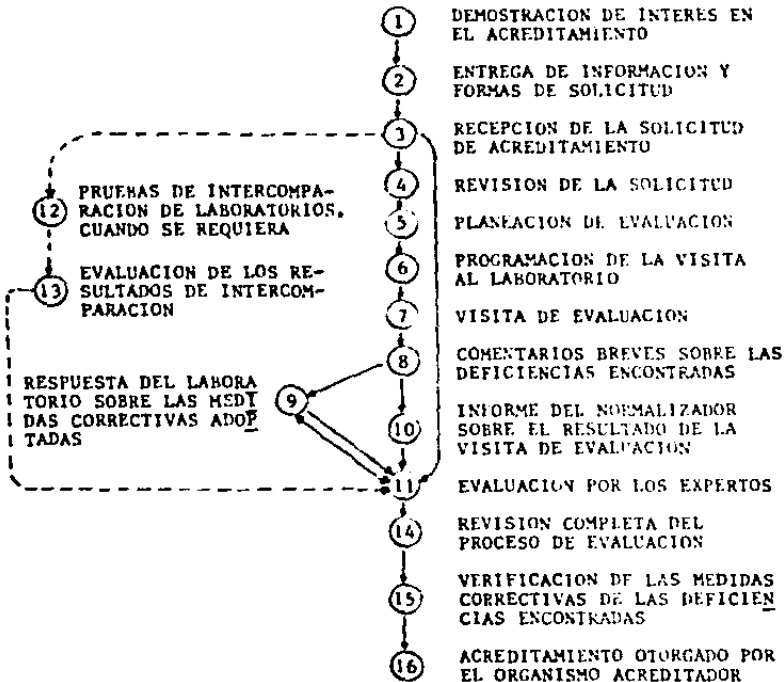 1 DEMOSTRACION DE INTERES EN
EL ACREDITAMIENTO
2 ENTREGA DE INFORMACION Y
FORMAS DE SOLICITUD
3 RECEPCION DE LA SOLICITUD
DE ACREDITAMIENTO
4 REVISION DE LA SOLICITUD
5 PLANEACION DE EVALUACION
6 PROGRAMACION DE LA VISITA
AL LABORATORIO
7 VISITA DE EVALUACION
8 COMENTARIOS BREVES SOBRE LAS
DEFICIENCIAS ENCONTRADAS
12 PRUEBAS DE INTERCOMPA-
RACION DE LABORATORIOS,
CUANDO SE REQUIERA
13 EVALUACION DE LOS RE-
SULTADOS DE INTERCOM-
PARACION
RESPUESTA DEL LABORA
TORIO SOBRE LAS MEDI
DAS CORRECTIVAS ADOP
TADAS
9
10 INFORME DEL NORMALIZADOR
SOBRE EL RESULTADO DE LA
VISITA DE EVALUACION
11 EVALUACION POR LOS EXPERTOS
14 REVISION COMPLETA DEL
PROCESO DE EVALUACION
15 VERIFICACION DE LAS MEDIDAS
CORRECTIVAS DE LAS DEFICIEN
CIAS ENCONTRADAS
16 ACREDITAMIENTO OTORGADO POR
EL ORGANISMO ACREDITADOR